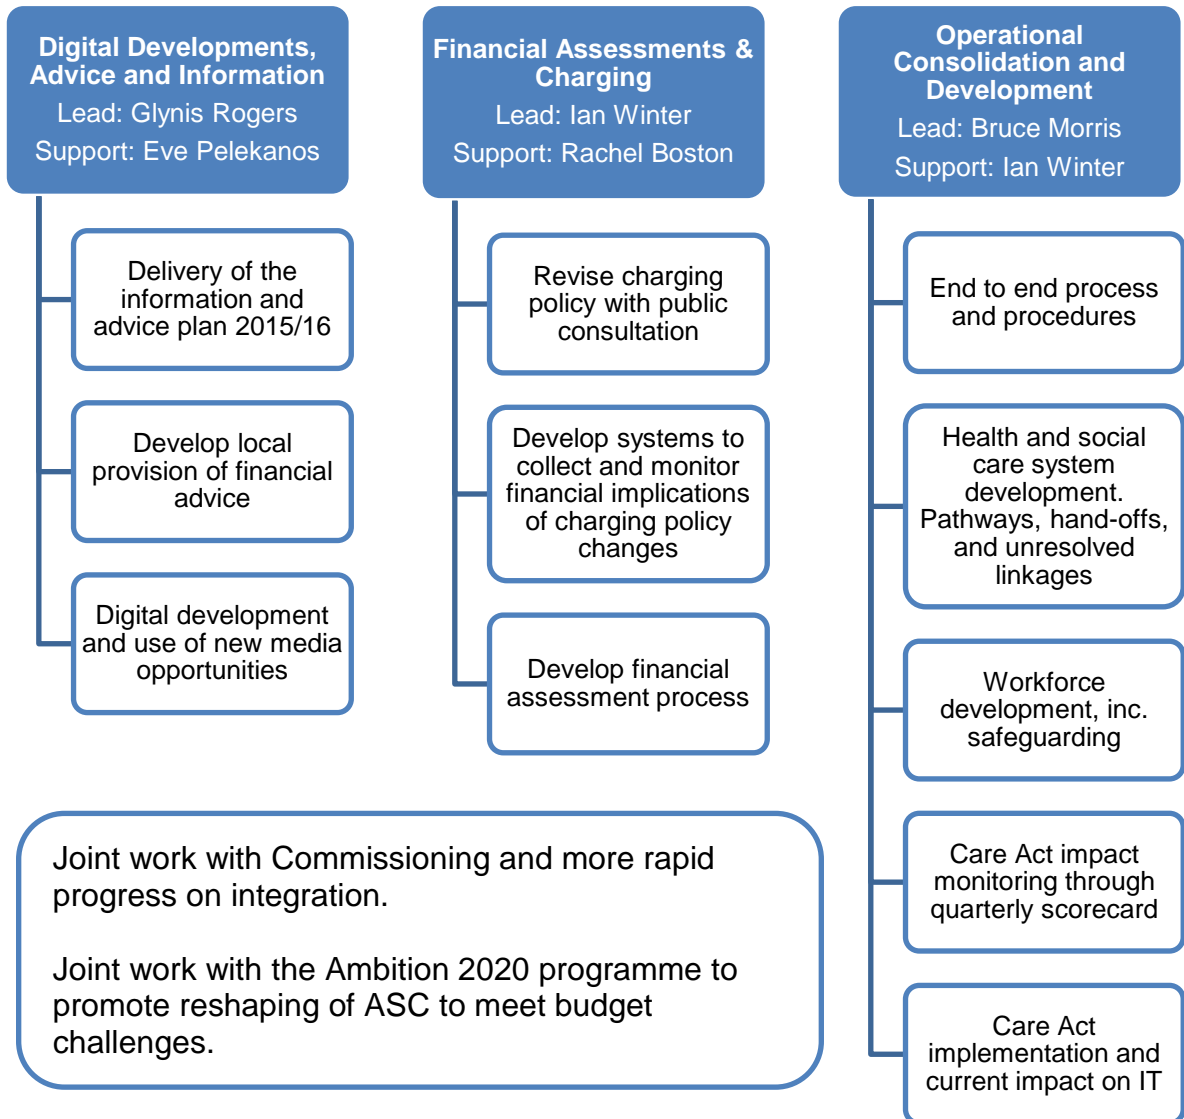 Digital Developments,
Advice and Information
Lead: Glynis Rogers
Support: Eve Pelekanos
Delivery of the
information and
advice plan 2015/16
Develop local
provision of financial
advice
Digital development
and use of new media
opportunities
Financial Assessments &
Charging
Lead: Ian Winter
Support: Rachel Boston
Revise charging
policy with public
consultation
Develop systems to
collect and monitor
financial implications
of charging policy
changes
Develop financial
assessment process
Operational
Consolidation and
Development
Lead: Bruce Morris
Support: Ian Winter
End to end process
and procedures
Health and social
care system
development.
Pathways, hand-offs,
and unresolved
linkages
Workforce
development, inc.
safeguarding
Care Act impact
monitoring through
quarterly scorecard
Care Act
implementation and
current impact on IT
Joint work with Commissioning and more rapid
progress on integration.
Joint work with the Ambition 2020 programme to
promote reshaping of ASC to meet budget
challenges.